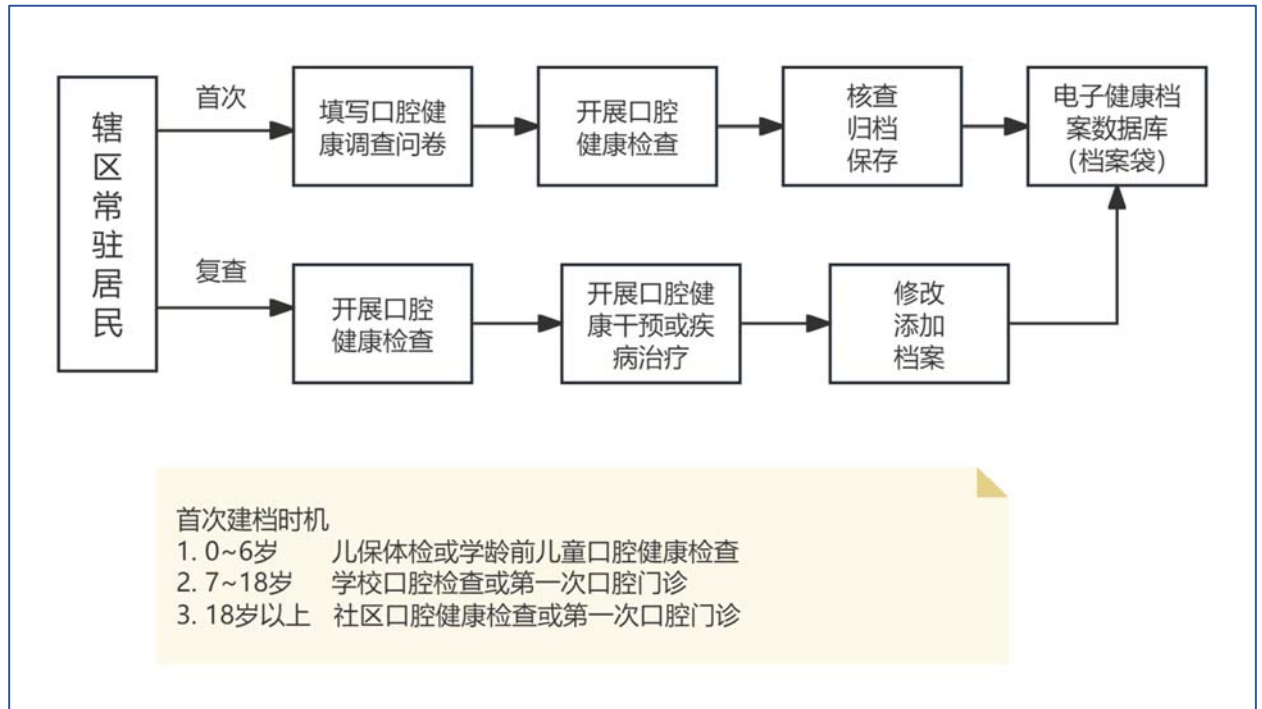 辖
区
常
驻
居
民
首次
填写口腔健
康调查问卷
开展口腔
健康检查
核查
归档
保存
电子健康档
案数据库
（档案袋）
复查
开展口腔
健康检查
开展口腔健
康干预或疾
病治疗
修改
添加
档案
首次建档时机
1. 0~6岁 儿保体检或学龄前儿童口腔健康检查
2. 7~18岁 学校口腔检查或第一次口腔门诊
3. 18岁以上 社区口腔健康检查或第一次口腔门诊